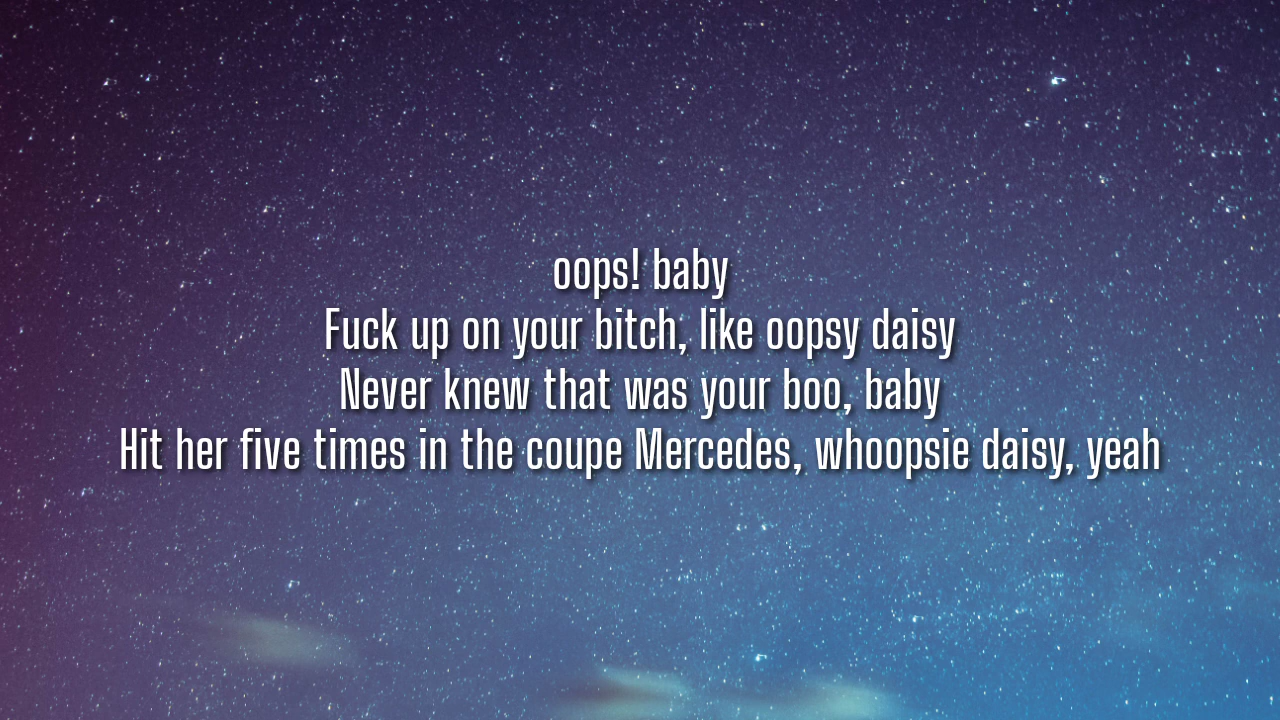 oops! baby
Fuck up on your bitch, like oopsy daisy
Never knew that was your boo, baby
Hit her five times in the coupe Mercedes, whoopsie daisy, yeah